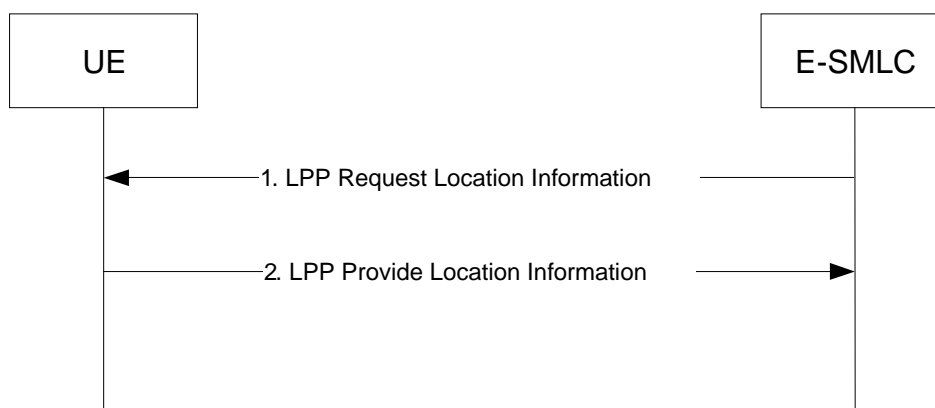 UE
E-SMLC
1. LPP Request Location Information
2. LPP Provide Location Information